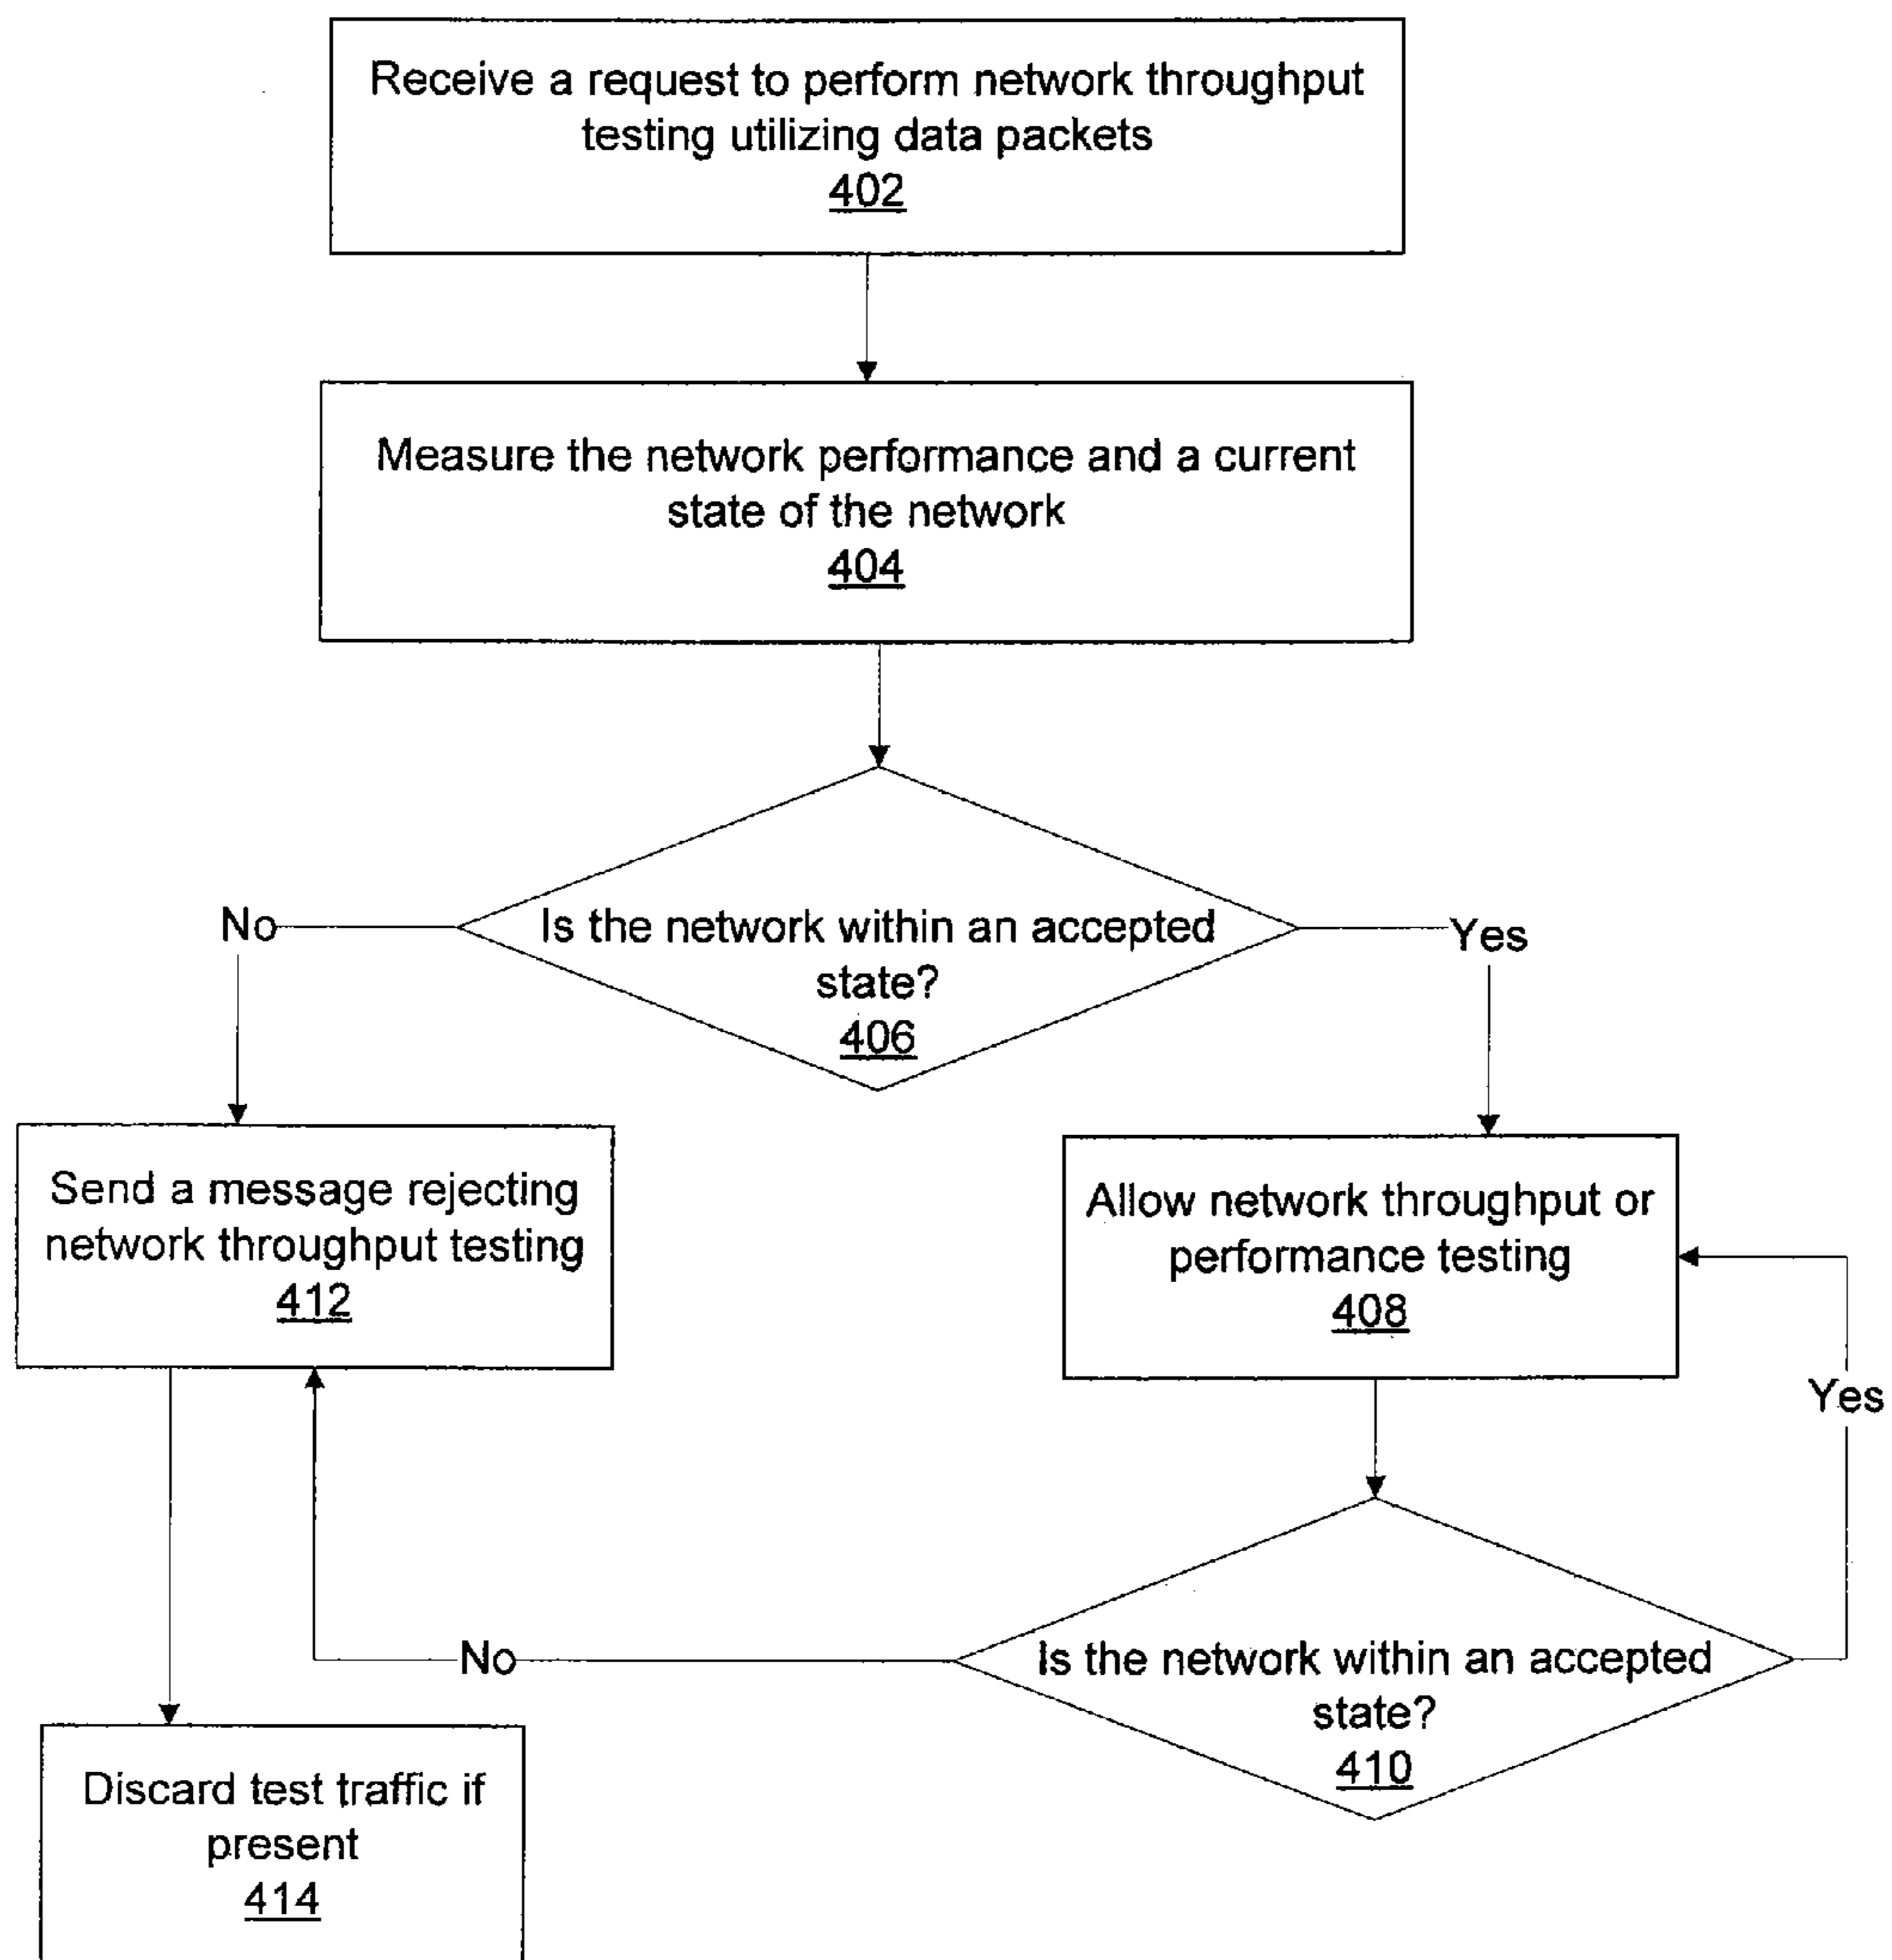 Receive a request to perform network throughput
testing utilizing data packets
402
Measure the network performance and a current
state of the network
404
Is the network within an accepted
state?
406
No
Yes
Send a message rejecting
network throughput testing
412
Allow network throughput or
performance testing
408
Yes
No
Is the network within an accepted
state?
410
Discard test traffic if
present
414